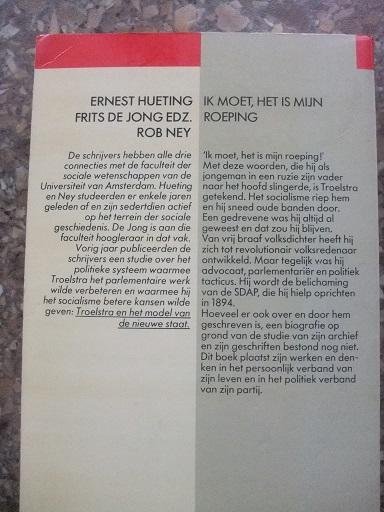 ERNEST HUETING
FRITS DE JONG EDZ.
ROB NEY
De schrijvers hebben alle drie
connecties met de faculteit der
sociale wetenschappen van de
Universiteit van Amsterdam. Hueting
en Ney studeerden er enkele jaren
geleden af en zijn sedertdien actief
op het terrein der sociale
geschiedenis. De Jong is aan die
faculteit hoogleraar in dat vak.
Vorig jaar publiceerden de
schrijvers een studie over het
politieke systeem waarmee
Troelstra het parlementaire werk
wilde verbeteren en waarmee hij
het socialisme betere kansen wilde
geven: Troelstra en het model van
de nieuwe staat.
IK MOET, HET IS MIJN
ROEPING
'Ik moet, het is mijn roeping!'
Met deze woorden, die hij als
jongeman in een ruzie zijn vader
naar het hoofd slingerde, is Troelstra
getekend. Het socialisme riep hem
en hij sneed oude banden door.
Een gedrevene was hij altijd al
geweest en dat zou hij blijven.
Van vrij braaf volksdichter heeft hij
zich tot revolutionair volksredenaar
ontwikkeld. Maar tegelijk was hij
advocaat, parlementariër en politiek
tacticus. Hij wordt de belichaming
van de SDAP, die hij hielp oprichten
in 1894.
Hoeveel er ook over en door hem
geschreven is, een biografie op
grond van de studie van zijn archief
en zijn geschriften bestond nog niet.
Dit boek plaatst zijn werken en den-
ken in het persoonlijk verband van
zijn leven en in het politiek verband
van zijn partij.